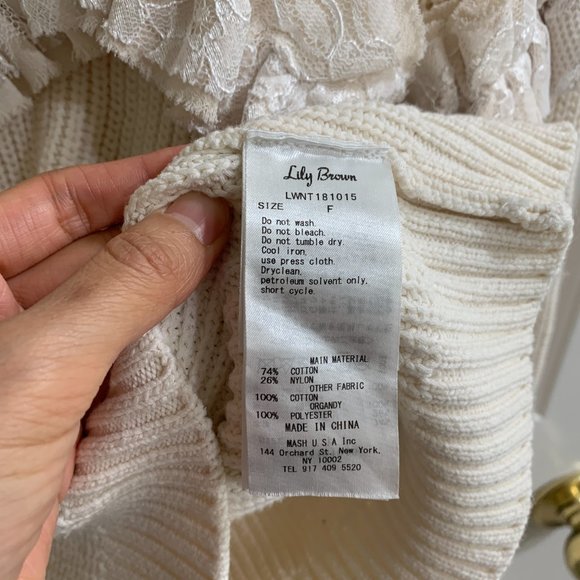 Lily Brown
LWNT181015
SIZE F
Do not wash.
Do not bleach.
Do not tumble dry.
Cool iron.
use press cloth.
Dryclean.
petroleum solvent only.
short cycle.
MAIN MATERIAL
74% COTTON
26% NYLON
OTHER FABRIC
100% COTTON
ORGANDY
100% POLYESTER
MADE IN CHINA
MASH U S A Inc
144 Orchard St. New York.
NY 10002
TEL 917 409 5520